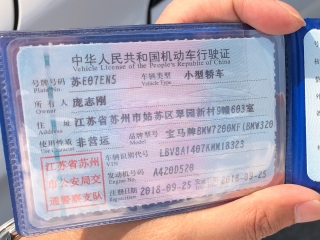 中华人民共和国机动车行驶证
Vehicle License of the People's Republic of China
号牌号码 苏E07EN5 车辆类型 小型轿车
Plate No. Vehicle Type
所有人 庞志刚
Owner
住址 江苏省苏州市姑苏区翠园新村9幢603室
Address
使用性质 非营运 品牌型号 宝马牌BMW7200MF(BMW320
Use Character Model
江苏省苏州 车辆识别代号 LBV8A1407KMM18323
VIN
市公安局交 发动机号码 A420D520
Engine No.
通警察支队 注册日期 2018-09-25 发证日期 2018-09-25
Register Date Issue Date